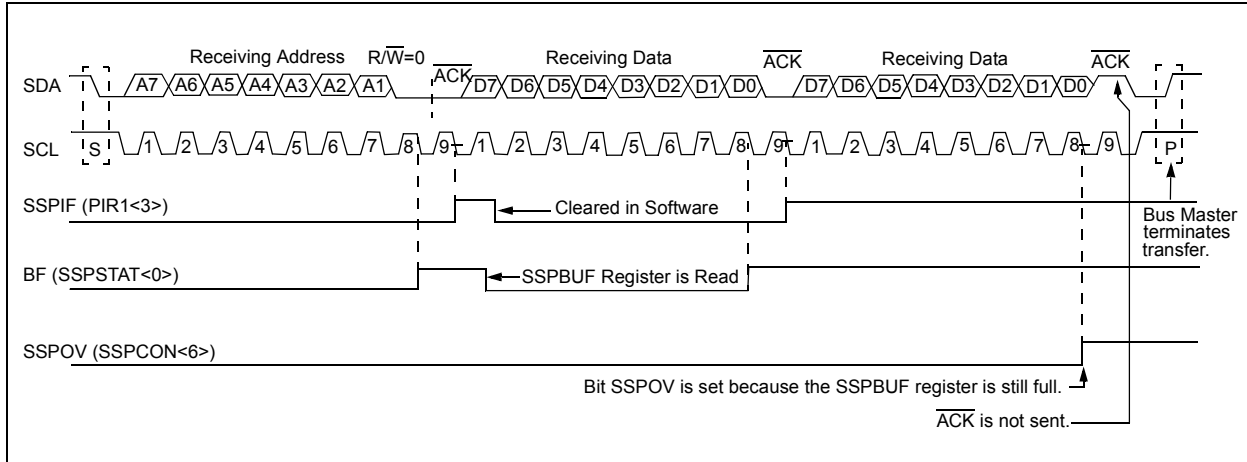 Receiving Address R/W̅=0 Receiving Data A̅C̅K̅ Receiving Data A̅C̅K̅
A̅C̅K̅
SDA A7 A6 A5 A4 A3 A2 A1 D7 D6 D5 D4 D3 D2 D1 D0 D7 D6 D5 D4 D3 D2 D1 D0
SCL S 1 2 3 4 5 6 7 8 9 1 2 3 4 5 6 7 8 9 1 2 3 4 5 6 7 8 9 P
SSPIF (PIR1<3>)
Cleared in Software
Bus Master
terminates
transfer.
BF (SSPSTAT<0>)
SSPBUF Register is Read
SSPOV (SSPCON<6>)
Bit SSPOV is set because the SSPBUF register is still full.
A̅C̅K̅ is not sent.